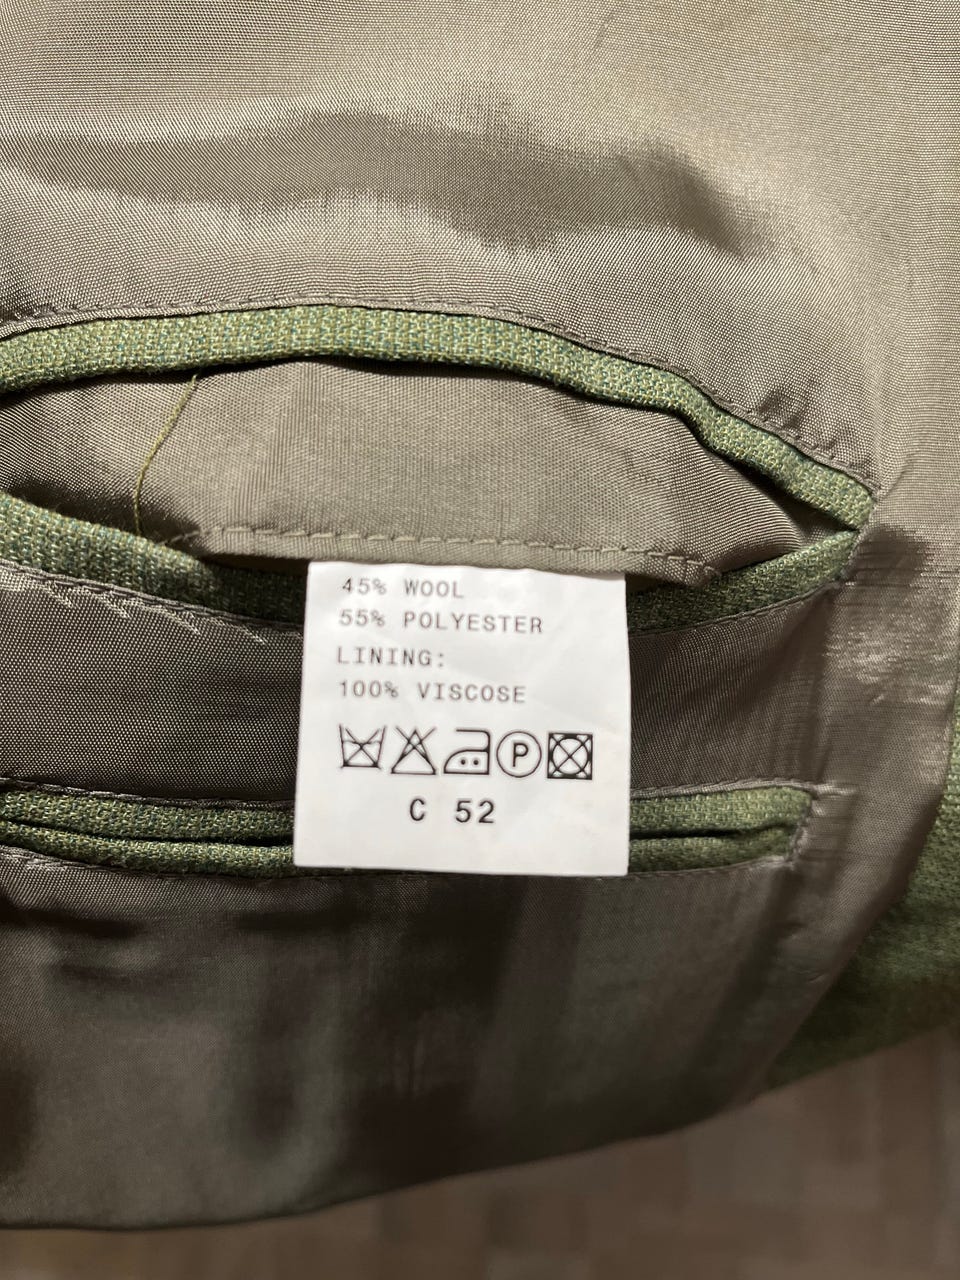 45% WOOL
55% POLYESTER
LINING:
100% VISCOSE
P
C 52